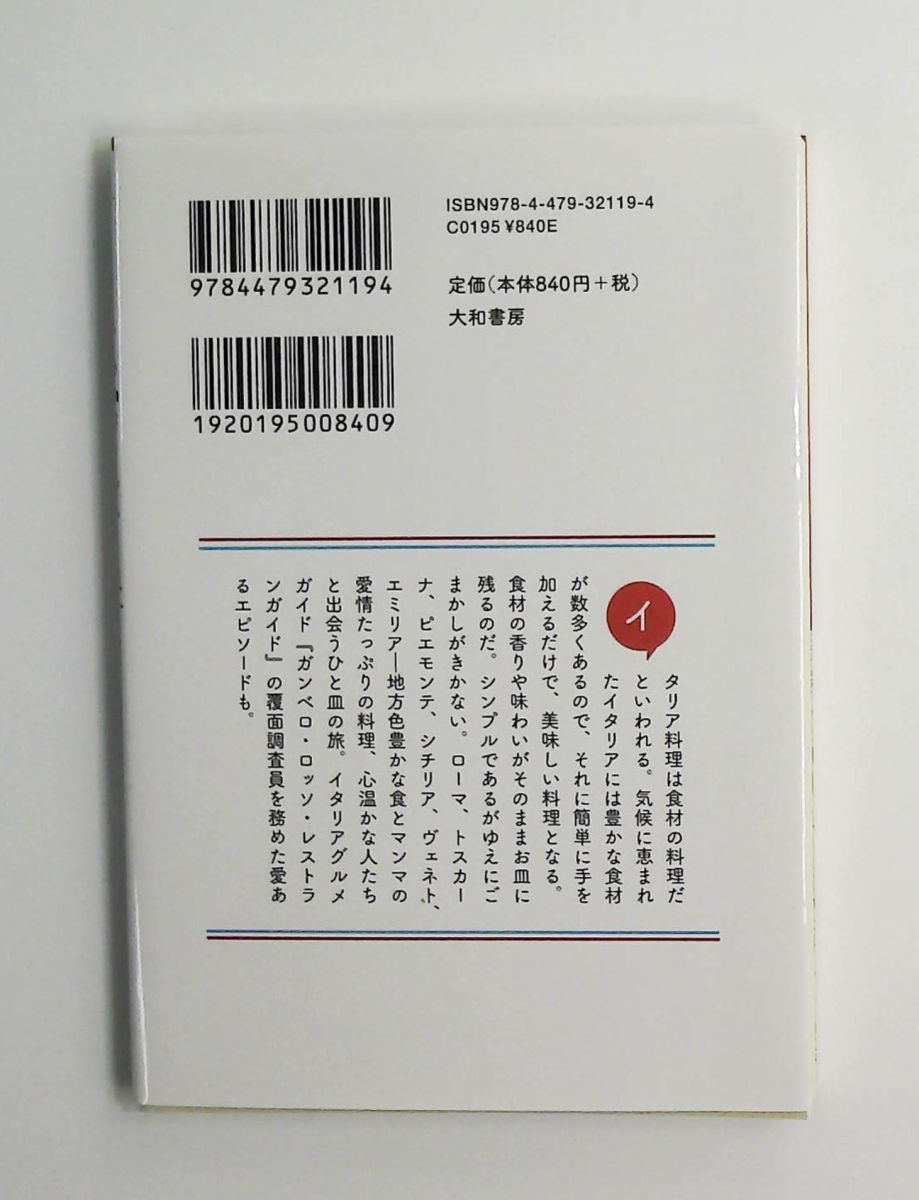 ISBN978-4-479-32119-4
C0195 ¥840E
9784479321194
定価(本体840円+税)
大和書房
1920195008409
イタリア料理は食材の料理だ
といわれる。気候に恵まれ
たイタリアには豊かな食材
が数多くあるので、それに簡単に手を
加えるだけで、美味しい料理となる。
食材の香りや味わいがそのままお皿に
残るのだ。シンプルであるがゆえにご
まかしがきかない。ローマ、トスカー
ナ、ピエモンテ、シチリア、ヴェネト、
エミリア―地方色豊かな食とマンマの
愛情たっぷりの料理、心温かな人たち
と出会うひと皿の旅。イタリアグルメ
ガイド『ガンベロ・ロッソ・レストラ
ンガイド』の覆面調査員を務めた愛あ
るエピソードも。